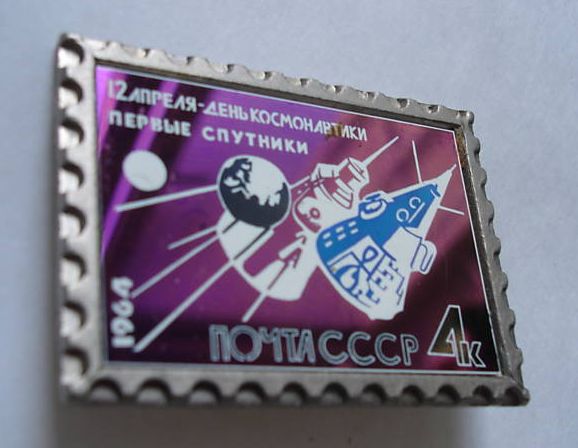 12 АПРЕЛЯ-ДЕНЬ КОСМОНАВТИКИ
ПЕРВЫЕ СПУТНИКИ
1964
ПОЧТА СССР 4К